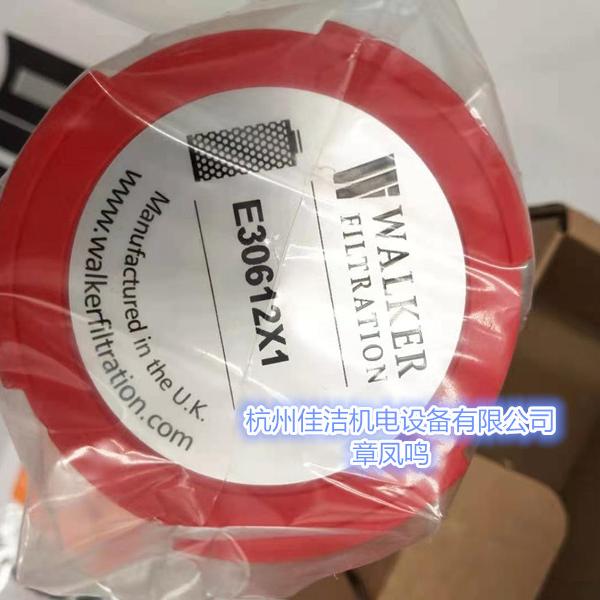 WALKER
FILTRATION
E30612X1
Manufactured in the U.K.
www.walkerfiltration.com
杭州佳洁机电设备有限公司
章凤鸣